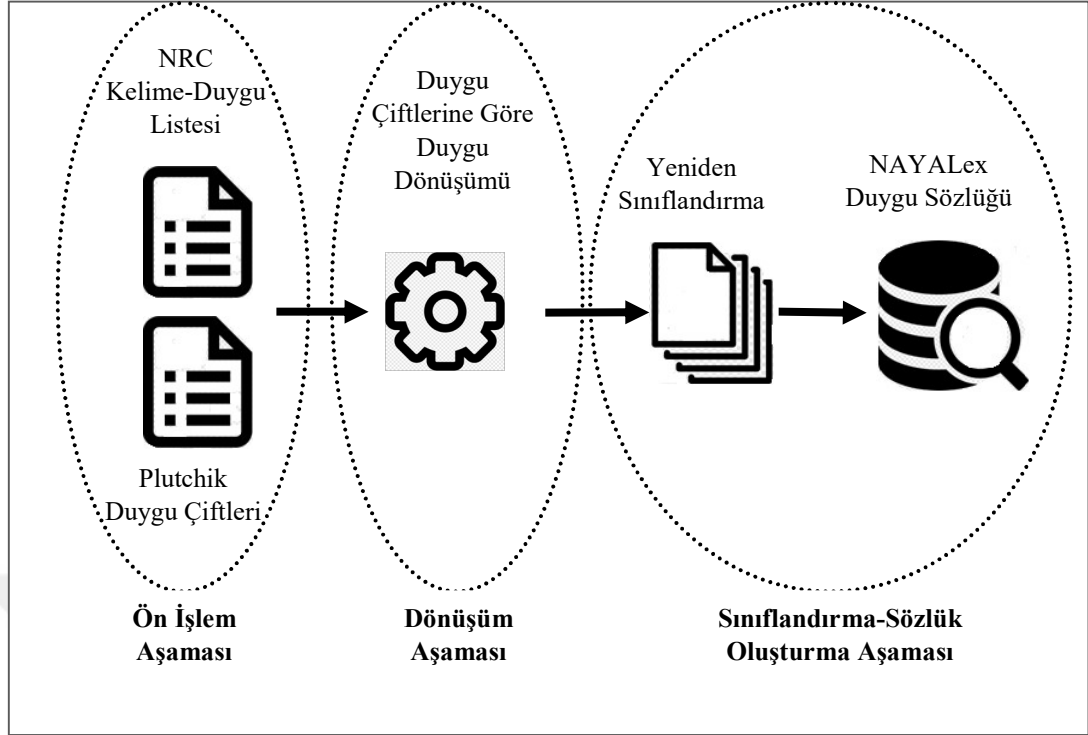 NRC
Kelime-Duygu
Listesi
Plutchik
Duygu Çiftleri
Duygu
Çiftlerine Göre
Duygu
Dönüşümü
Yeniden
Sınıflandırma
NAYALex
Duygu Sözlüğü
Ön İşlem
Aşaması
Dönüşüm
Aşaması
Sınıflandırma-Sözlük
Oluşturma Aşaması